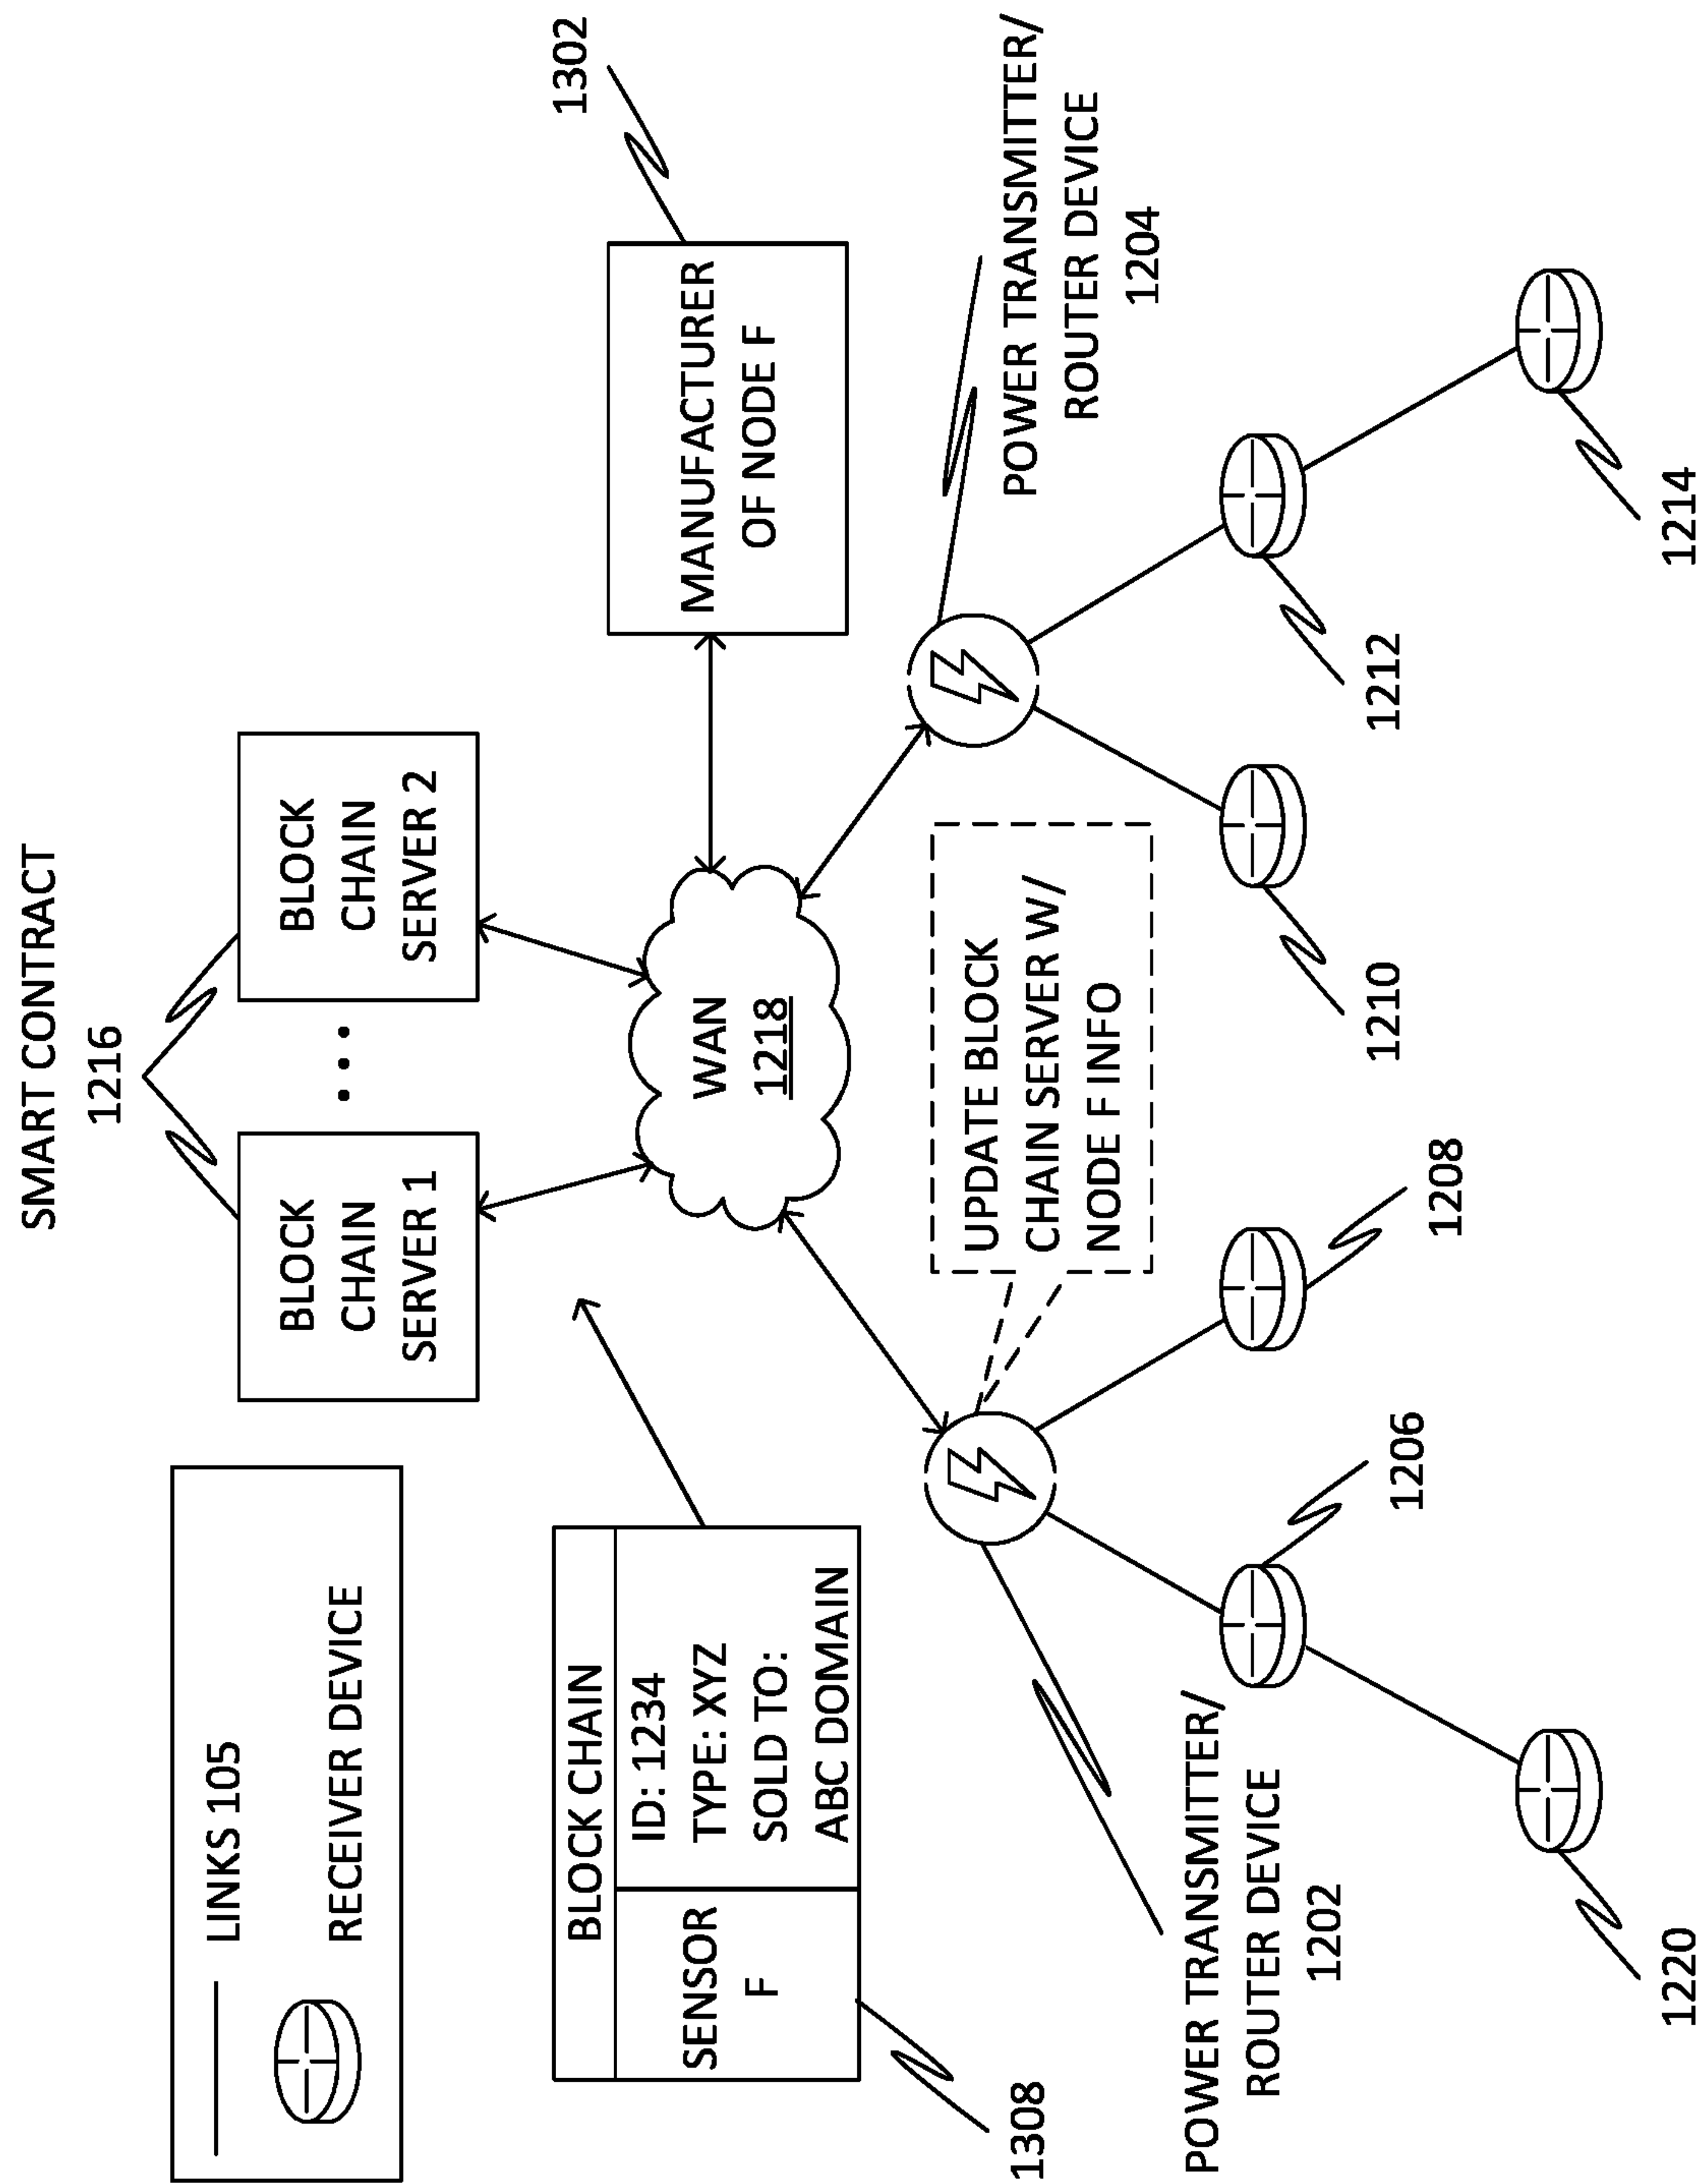 SMART CONTRACT
1216
LINKS 105
RECEIVER DEVICE
BLOCK
CHAIN
SERVER 1
...
BLOCK
CHAIN
SERVER 2
1302
BLOCK CHAIN
SENSOR
F
ID: 1234
TYPE: XYZ
SOLD TO:
ABC DOMAIN
1308
WAN
1218
MANUFACTURER
OF NODE F
UPDATE BLOCK
CHAIN SERVER W/
NODE F INFO
POWER TRANSMITTER/
ROUTER DEVICE
1204
POWER TRANSMITTER/
ROUTER DEVICE
1202
1206
1208
1210
1212
1220
1214